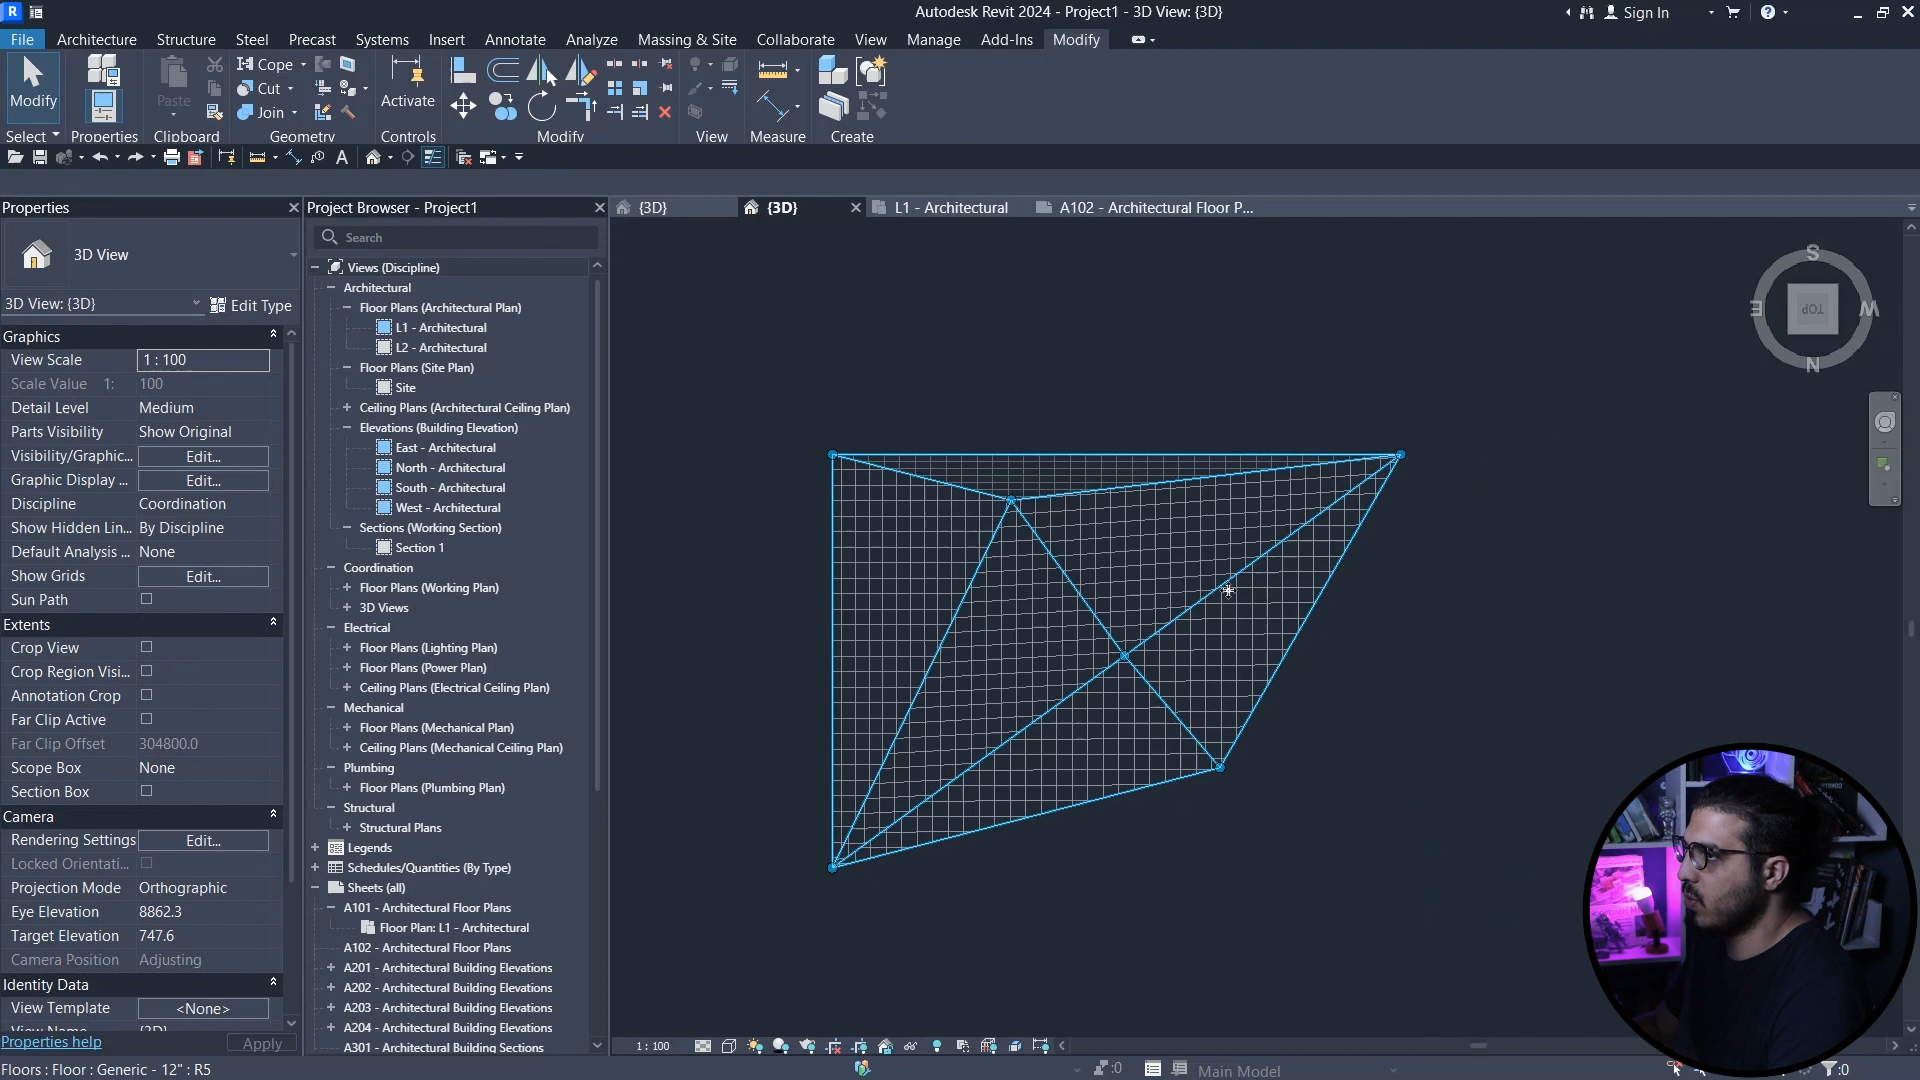 Autodesk Revit 2024 - Project1 - 3D View: {3D}
Sign In
File Architecture Structure Steel Precast Systems Insert Annotate Analyze Massing & Site Collaborate View Manage Add-Ins Modify
Modify
Paste
Cope
Cut
Join
Activate
Select Properties Clipboard Geometry Controls Modify View Measure Create
Properties
3D View
3D View: {3D} Edit Type
Graphics
View Scale 1 : 100
Scale Value 1: 100
Detail Level Medium
Parts Visibility Show Original
Visibility/Graphic... Edit...
Graphic Display ... Edit...
Discipline Coordination
Show Hidden Lin... By Discipline
Default Analysis ... None
Show Grids Edit...
Sun Path
Extents
Crop View
Crop Region Visi...
Annotation Crop
Far Clip Active
Far Clip Offset 304800.0
Scope Box None
Section Box
Camera
Rendering Settings Edit...
Locked Orientati...
Projection Mode Orthographic
Eye Elevation 8862.3
Target Elevation 747.6
Camera Position Adjusting
Identity Data
View Template <None>
Properties help Apply
Project Browser - Project1
Search
Views (Discipline)
Architectural
Floor Plans (Architectural Plan)
L1 - Architectural
L2 - Architectural
Floor Plans (Site Plan)
Site
Ceiling Plans (Architectural Ceiling Plan)
Elevations (Building Elevation)
East - Architectural
North - Architectural
South - Architectural
West - Architectural
Sections (Working Section)
Section 1
Coordination
Floor Plans (Working Plan)
3D Views
Electrical
Floor Plans (Lighting Plan)
Floor Plans (Power Plan)
Ceiling Plans (Electrical Ceiling Plan)
Mechanical
Floor Plans (Mechanical Plan)
Ceiling Plans (Mechanical Ceiling Plan)
Plumbing
Floor Plans (Plumbing Plan)
Structural
Structural Plans
Legends
Schedules/Quantities (By Type)
Sheets (all)
A101 - Architectural Floor Plans
Floor Plan: L1 - Architectural
A102 - Architectural Floor Plans
A201 - Architectural Building Elevations
A202 - Architectural Building Elevations
A203 - Architectural Building Elevations
A204 - Architectural Building Elevations
A301 - Architectural Building Sections
{3D} {3D} L1 - Architectural A102 - Architectural Floor P...
S
E TOP W
N
1 : 100
Floors : Floor : Generic - 12" : R5
:0
Main Model
:0